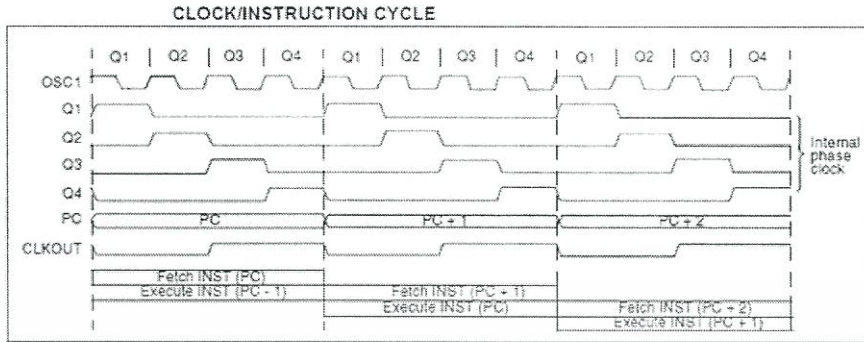 CLOCK/INSTRUCTION CYCLE
Q1 | Q2 | Q3 | Q4 | Q1 | Q2 | Q3 | Q4 | Q1 | Q2 | Q3 | Q4
OSC1
Q1
Q2
Q3
Q4
Internal
phase
clock
PC PC PC + 1 PC + 2
CLKOUT
Fetch INST (PC)
Execute INST (PC - 1) Fetch INST (PC + 1)
Execute INST (PC) Fetch INST (PC + 2)
Execute INST (PC + 1)